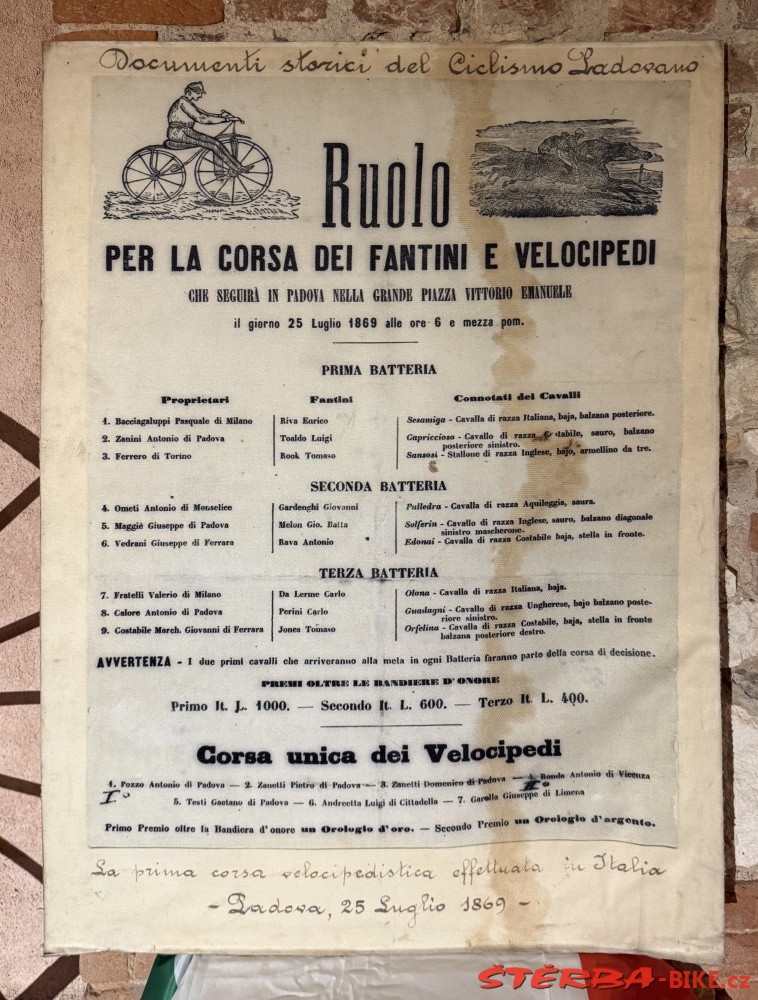 Documenti storici del Ciclismo Padovano
Ruolo
PER LA CORSA DEI FANTINI E VELOCIPEDI
CHE SEGUIRÀ IN PADOVA NELLA GRANDE PIAZZA VITTORIO EMANUELE
il giorno 25 Luglio 1869 alle ore 6 e mezza pom.
PRIMA BATTERIA
Proprietari Fantini Connotati dei Cavalli
1. Bacciagaluppi Pasquale di Milano Riva Enrico Sesamiga - Cavalla di razza Italiana, baja, balzana posteriore.
2. Zanini Antonio di Padova Toaldo Luigi Capriccioso - Cavallo di razza Costabile, sauro, balzano
posteriore sinistro.
3. Ferrero di Torino Rook Tomaso Sansosi - Stallone di razza Inglese, bajo, armellino da tre.
SECONDA BATTERIA
4. Ometi Antonio di Monselice Gardenghi Giovanni Pulledra - Cavalla di razza Aquileggia, saura.
5. Maggiè Giuseppe di Padova Melon Gio. Batta Solferin - Cavallo di razza Inglese, sauro, balzano diagonale
sinistro mascherone.
6. Vedrani Giuseppe di Ferrara Rava Antonio Edonai - Cavalla di razza Costabile baja, stella in fronte.
TERZA BATTERIA
7. Fratelli Valerio di Milano Da Lerme Carlo Olona - Cavalla di razza Italiana, baja.
8. Calore Antonio di Padova Perini Carlo Guadagni - Cavallo di razza Ungherese, bajo balzano poste-
riore sinistro.
9. Costabile March. Giovanni di Ferrara Jones Tomaso Orfelina - Cavalla di razza Costabile, baja, stella in fronte
balzana posteriore destro.
AVVERTENZA - I due primi cavalli che arriveranno alla meta in ogni Batteria faranno parte della corsa di decisione.
PREMI OLTRE LE BANDIERE D'ONORE
Primo It. L. 1000. — Secondo It. L. 600. — Terzo It. L. 400.
Corsa unica dei Velocipedi
1. Pozzo Antonio di Padova — 2. Zanetti Pietro di Padova — 3. Zanetti Domenico di Padova — 4. Rondo Antonio di Vicenza
I° II°
5. Testi Gaetano di Padova — 6. Andreetta Luigi di Cittadella — 7. Garolla Giuseppe di Limena
Primo Premio oltre la Bandiera d'onore un Orologio d'oro. — Secondo Premio un Orologio d'argento.
La prima corsa velocipedistica effettuata in Italia
- Padova, 25 Luglio 1869 -
ŠTĚRBA-BIKE.cz